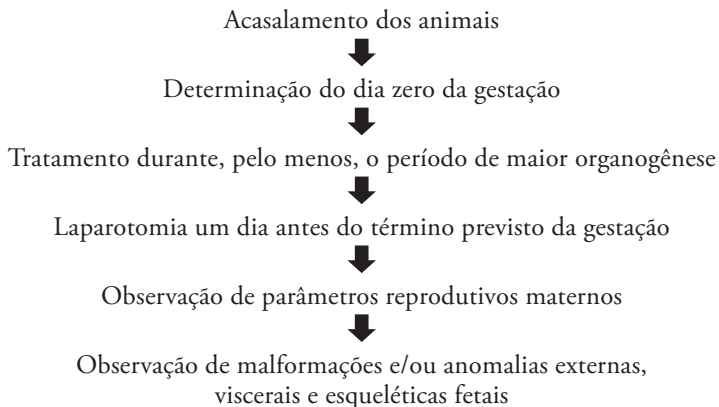 Acasalamento dos animais
Determinação do dia zero da gestação
Tratamento durante, pelo menos, o período de maior organogênese
Laparotomia um dia antes do término previsto da gestação
Observação de parâmetros reprodutivos maternos
Observação de malformações e/ou anomalias externas,
viscerais e esqueléticas fetais